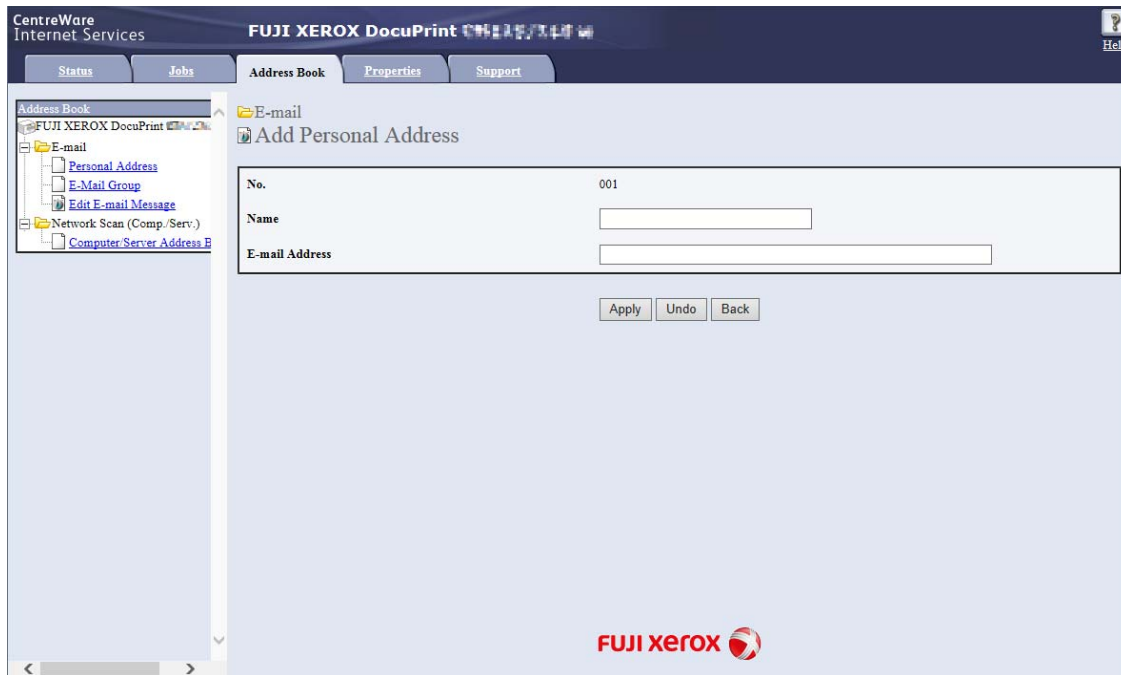 CentreWare
Internet Services
FUJI XEROX DocuPrint
Hel
Status
Jobs
Address Book
Properties
Support
Address Book
FUJI XEROX DocuPrint
E-mail
Personal Address
E-Mail Group
Edit E-mail Message
Network Scan (Comp./Serv.)
Computer/Server Address B
E-mail
Add Personal Address
No. 001
Name
E-mail Address
Apply Undo Back
FUJI xerox